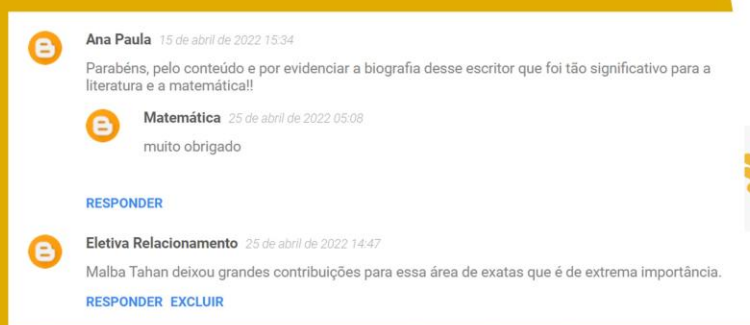 Ana Paula 15 de abril de 2022 15:34
Parabéns, pelo conteúdo e por evidenciar a biografia desse escritor que foi tão significativo para a
literatura e a matemática!!
Matemática 25 de abril de 2022 05:08
muito obrigado
RESPONDER
Eletiva Relacionamento 25 de abril de 2022 14:47
Malba Tahan deixou grandes contribuições para essa área de exatas que é de extrema importância.
RESPONDER EXCLUIR